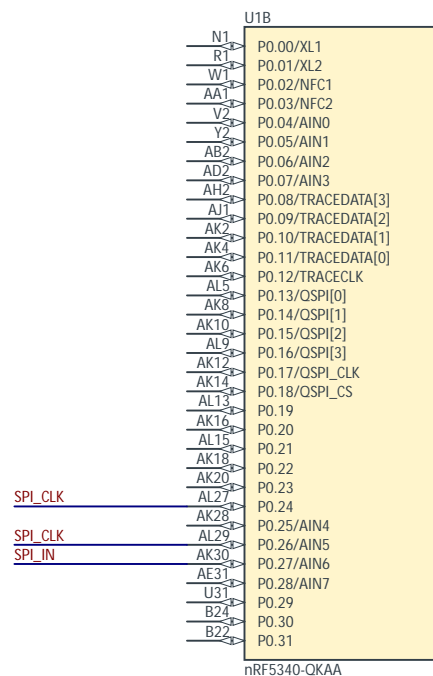 U1B
N1 P0.00/XL1
R1 P0.01/XL2
W1 P0.02/NFC1
AA1 P0.03/NFC2
V2 P0.04/AIN0
Y2 P0.05/AIN1
AB2 P0.06/AIN2
AD2 P0.07/AIN3
AH2 P0.08/TRACEDATA[3]
AJ1 P0.09/TRACEDATA[2]
AK2 P0.10/TRACEDATA[1]
AK4 P0.11/TRACEDATA[0]
AK6 P0.12/TRACECLK
AL5 P0.13/QSPI[0]
AK8 P0.14/QSPI[1]
AK10 P0.15/QSPI[2]
AL9 P0.16/QSPI[3]
AK12 P0.17/QSPI_CLK
AK14 P0.18/QSPI_CS
AL13 P0.19
AK16 P0.20
AL15 P0.21
AK18 P0.22
AK20 P0.23
SPI_CLK AL27 P0.24
AK28 P0.25/AIN4
SPI_CLK AL29 P0.26/AIN5
SPI_IN AK30 P0.27/AIN6
AE31 P0.28/AIN7
U31 P0.29
B24 P0.30
B22 P0.31
nRF5340-QKAA